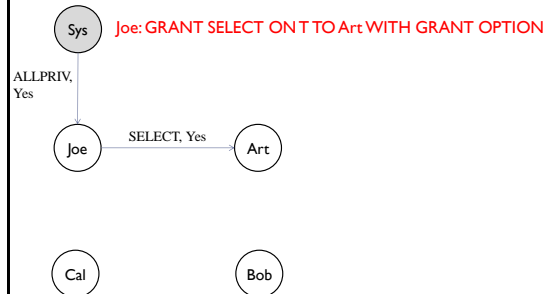 Sys
Joe: GRANT SELECT ON T TO Art WITH GRANT OPTION
ALLPRIV,
Yes
SELECT, Yes
Joe
Art
Cal
Bob